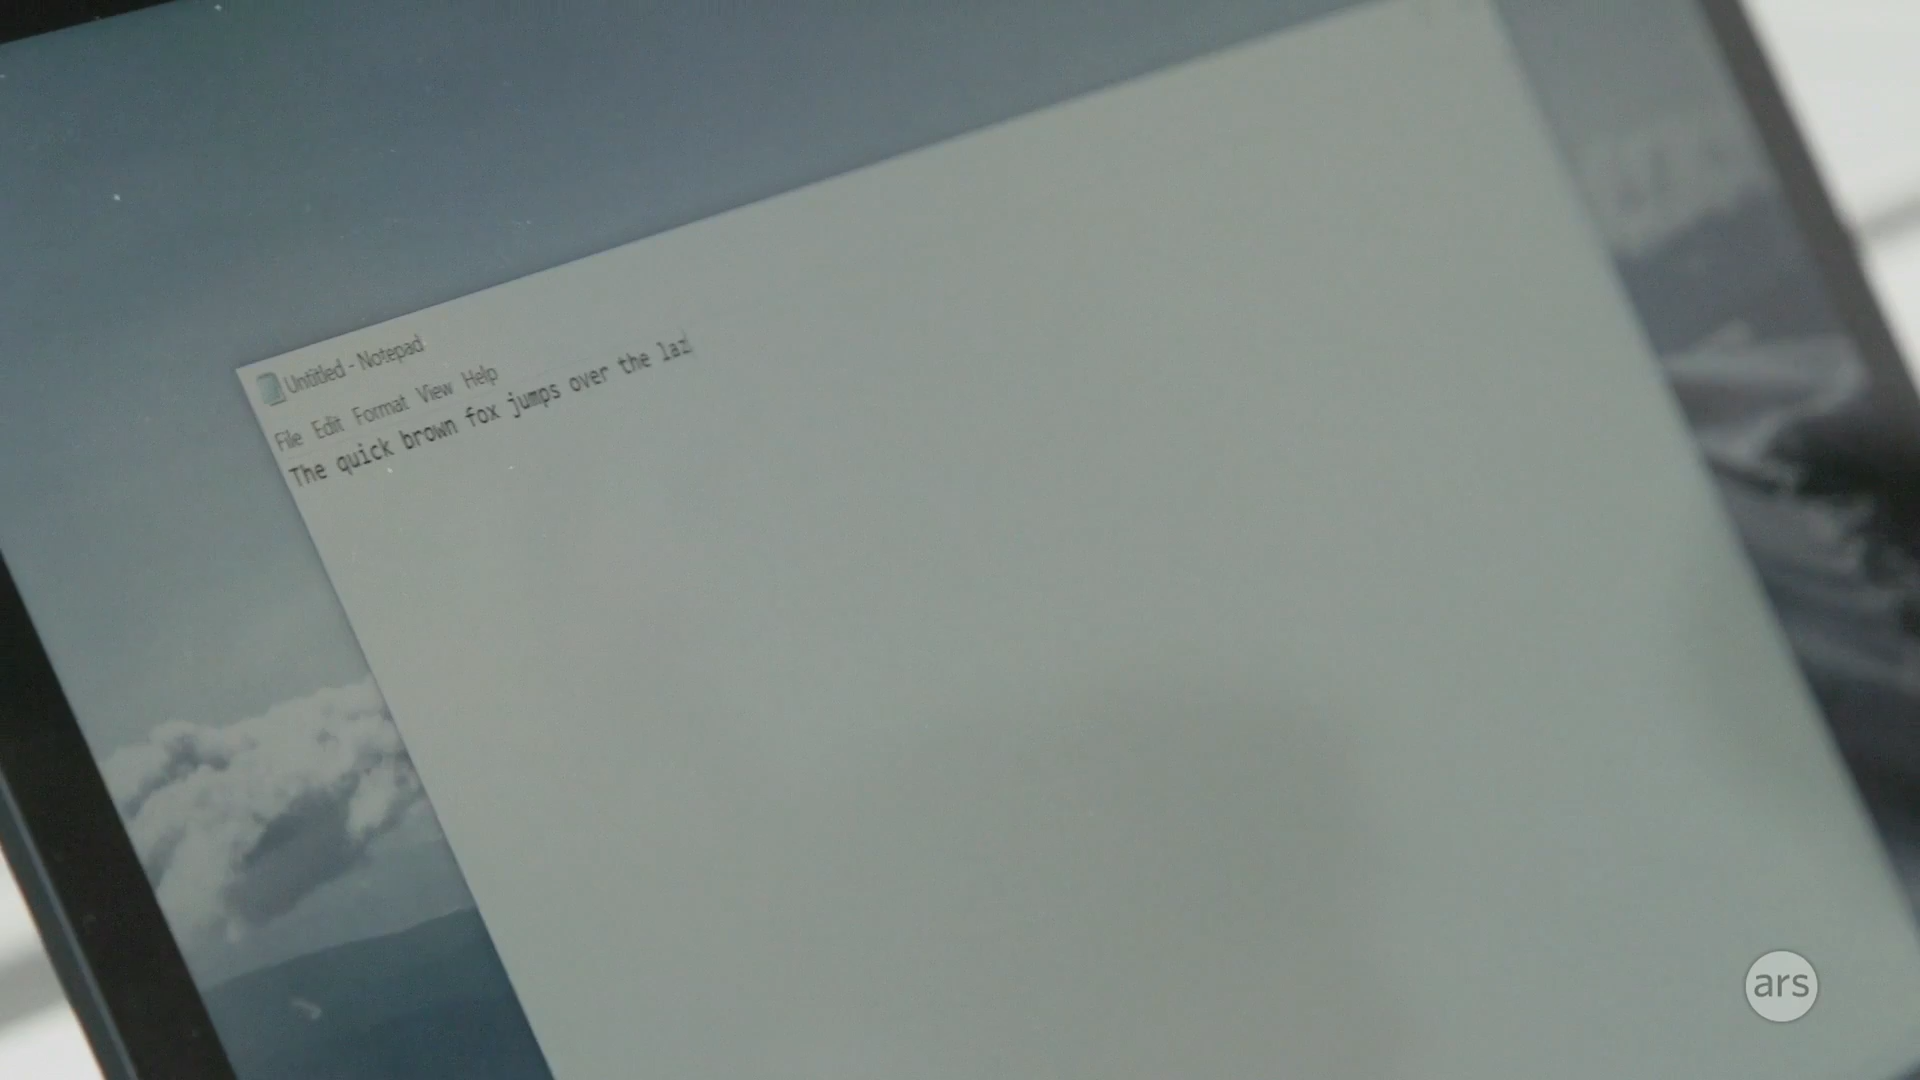 Untitled - Notepad
File Edit Format View Help
The quick brown fox jumps over the laz
ars